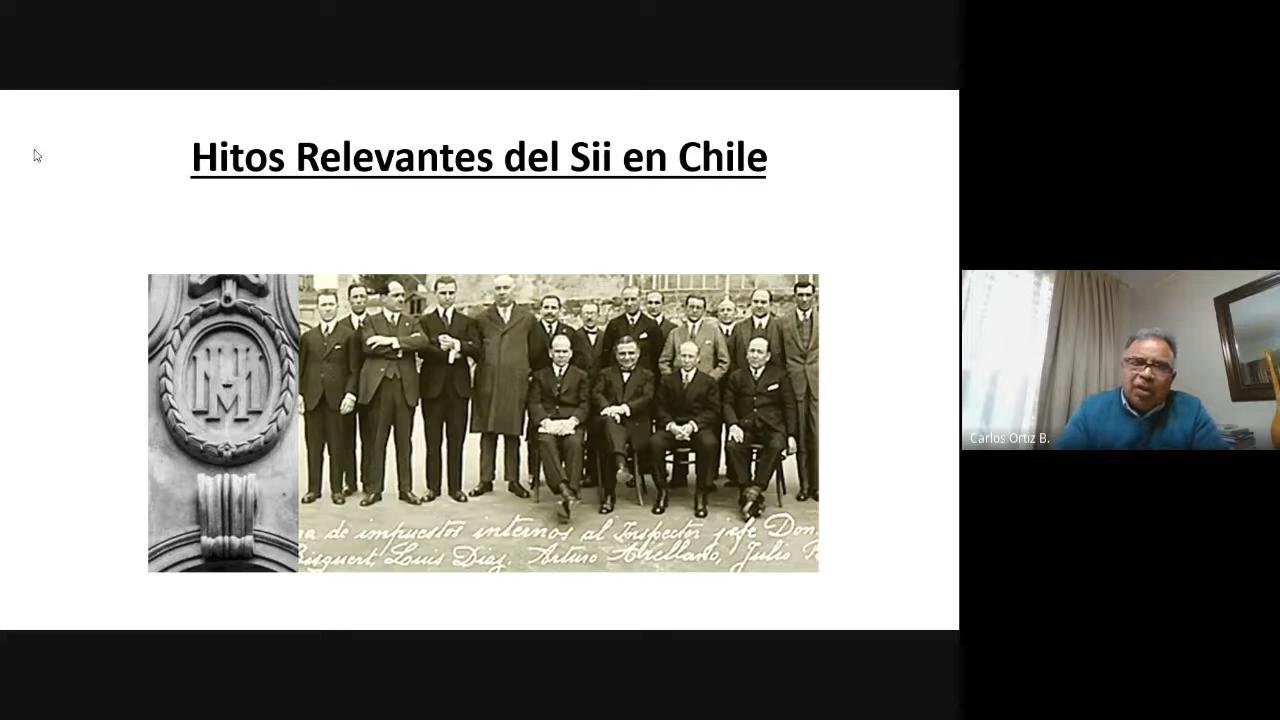 Hitos Relevantes del Sii en Chile
a de impuestos internos al Inspector jefe Don
Bisquert, Luis Diaz. Arturo Arellano, Julio
Carlos Ortiz B.